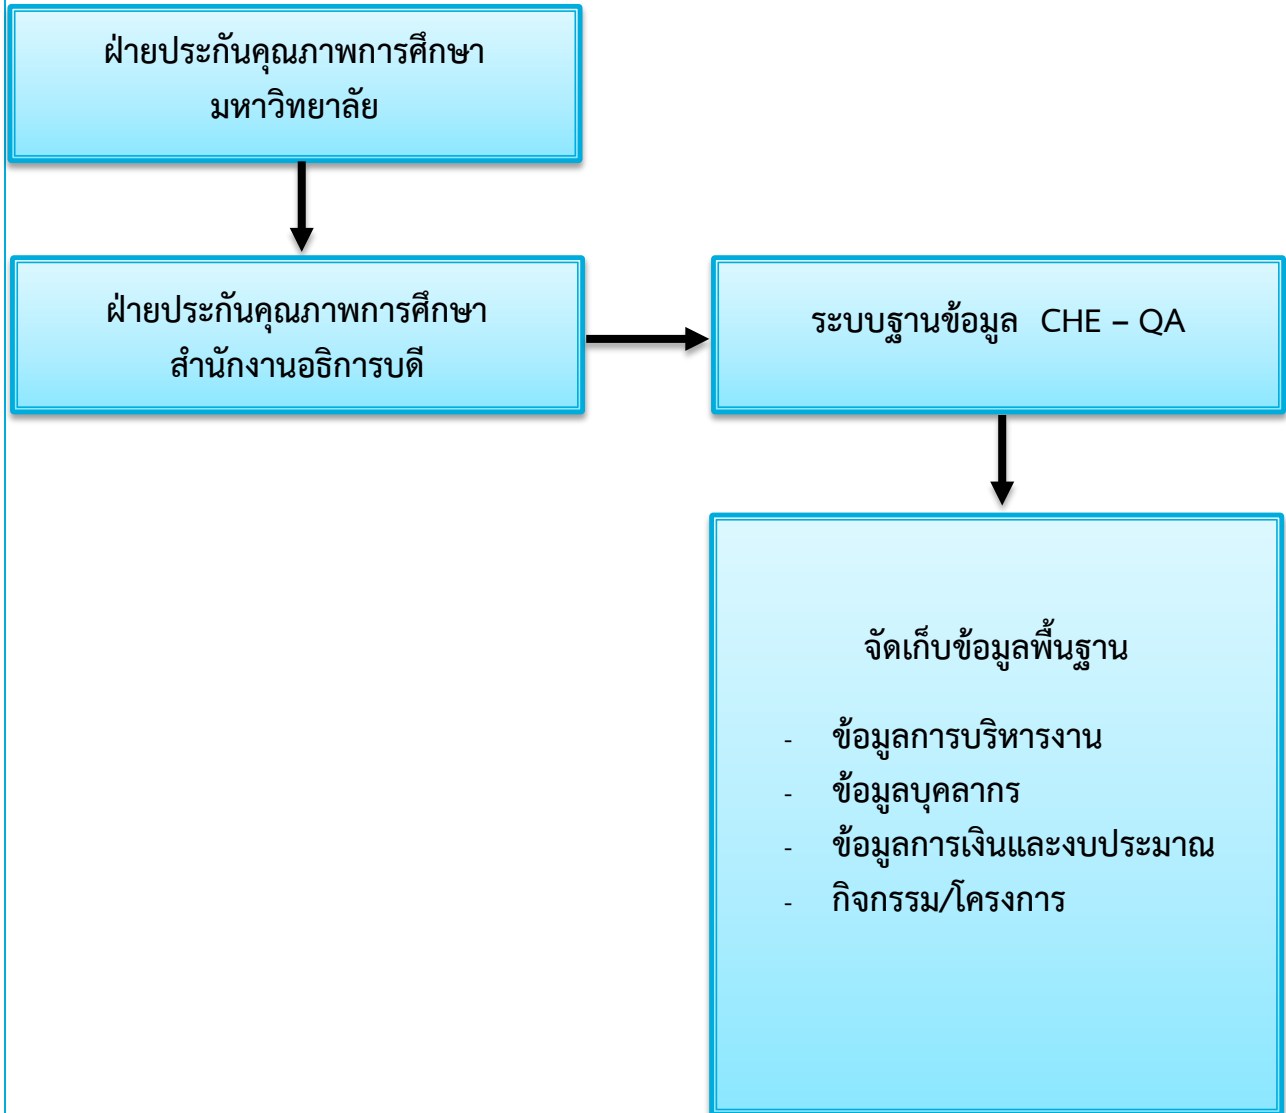 ฝ่ายประกันคุณภาพการศึกษา
มหาวิทยาลัย
ฝ่ายประกันคุณภาพการศึกษา
สำนักงานอธิการบดี
ระบบฐานข้อมูล CHE – QA
จัดเก็บข้อมูลพื้นฐาน
- ข้อมูลการบริหารงาน
- ข้อมูลบุคลากร
- ข้อมูลการเงินและงบประมาณ
- กิจกรรม/โครงการ